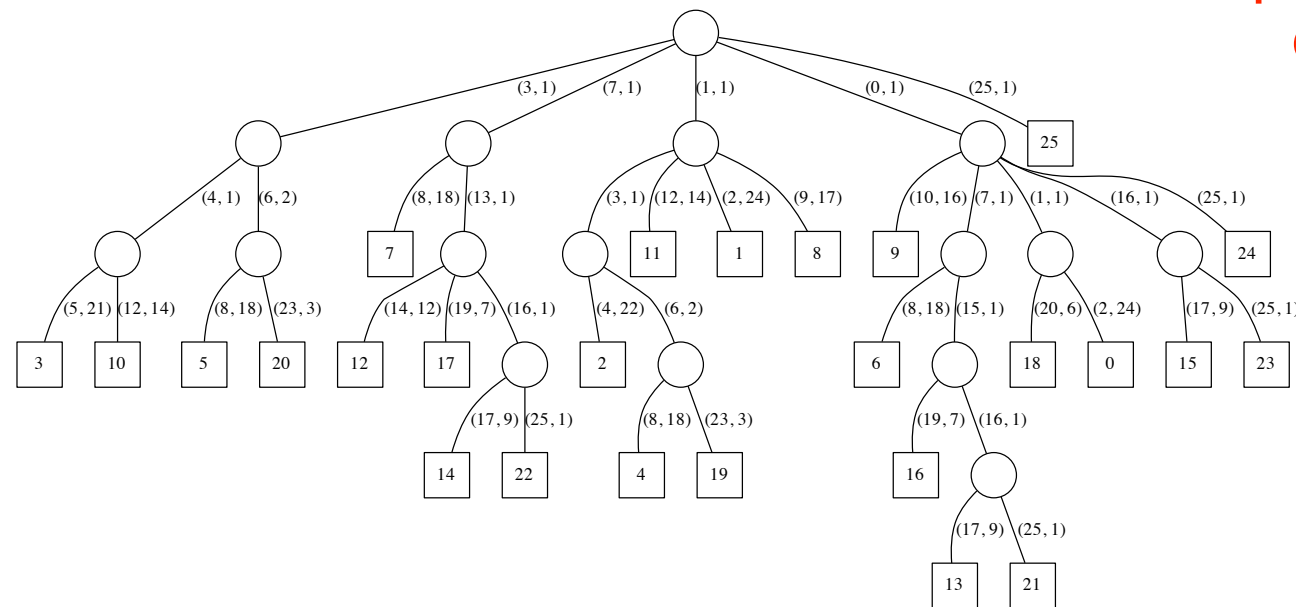 (3, 1) (7, 1) (1, 1) (0, 1) (25, 1)
25
(4, 1) (6, 2) (8, 18) (13, 1) (3, 1) (12, 14) (2, 24) (9, 17) (10, 16) (7, 1) (1, 1) (16, 1) (25, 1)
7 11 1 8 9 24
(5, 21) (12, 14) (8, 18) (23, 3) (14, 12) (19, 7) (16, 1) (4, 22) (6, 2) (8, 18) (15, 1) (20, 6) (2, 24) (17, 9) (25, 1)
3 10 5 20 12 17 2 6 18 0 15 23
(17, 9) (25, 1) (8, 18) (23, 3) (19, 7) (16, 1)
14 22 4 19 16
(17, 9) (25, 1)
13 21